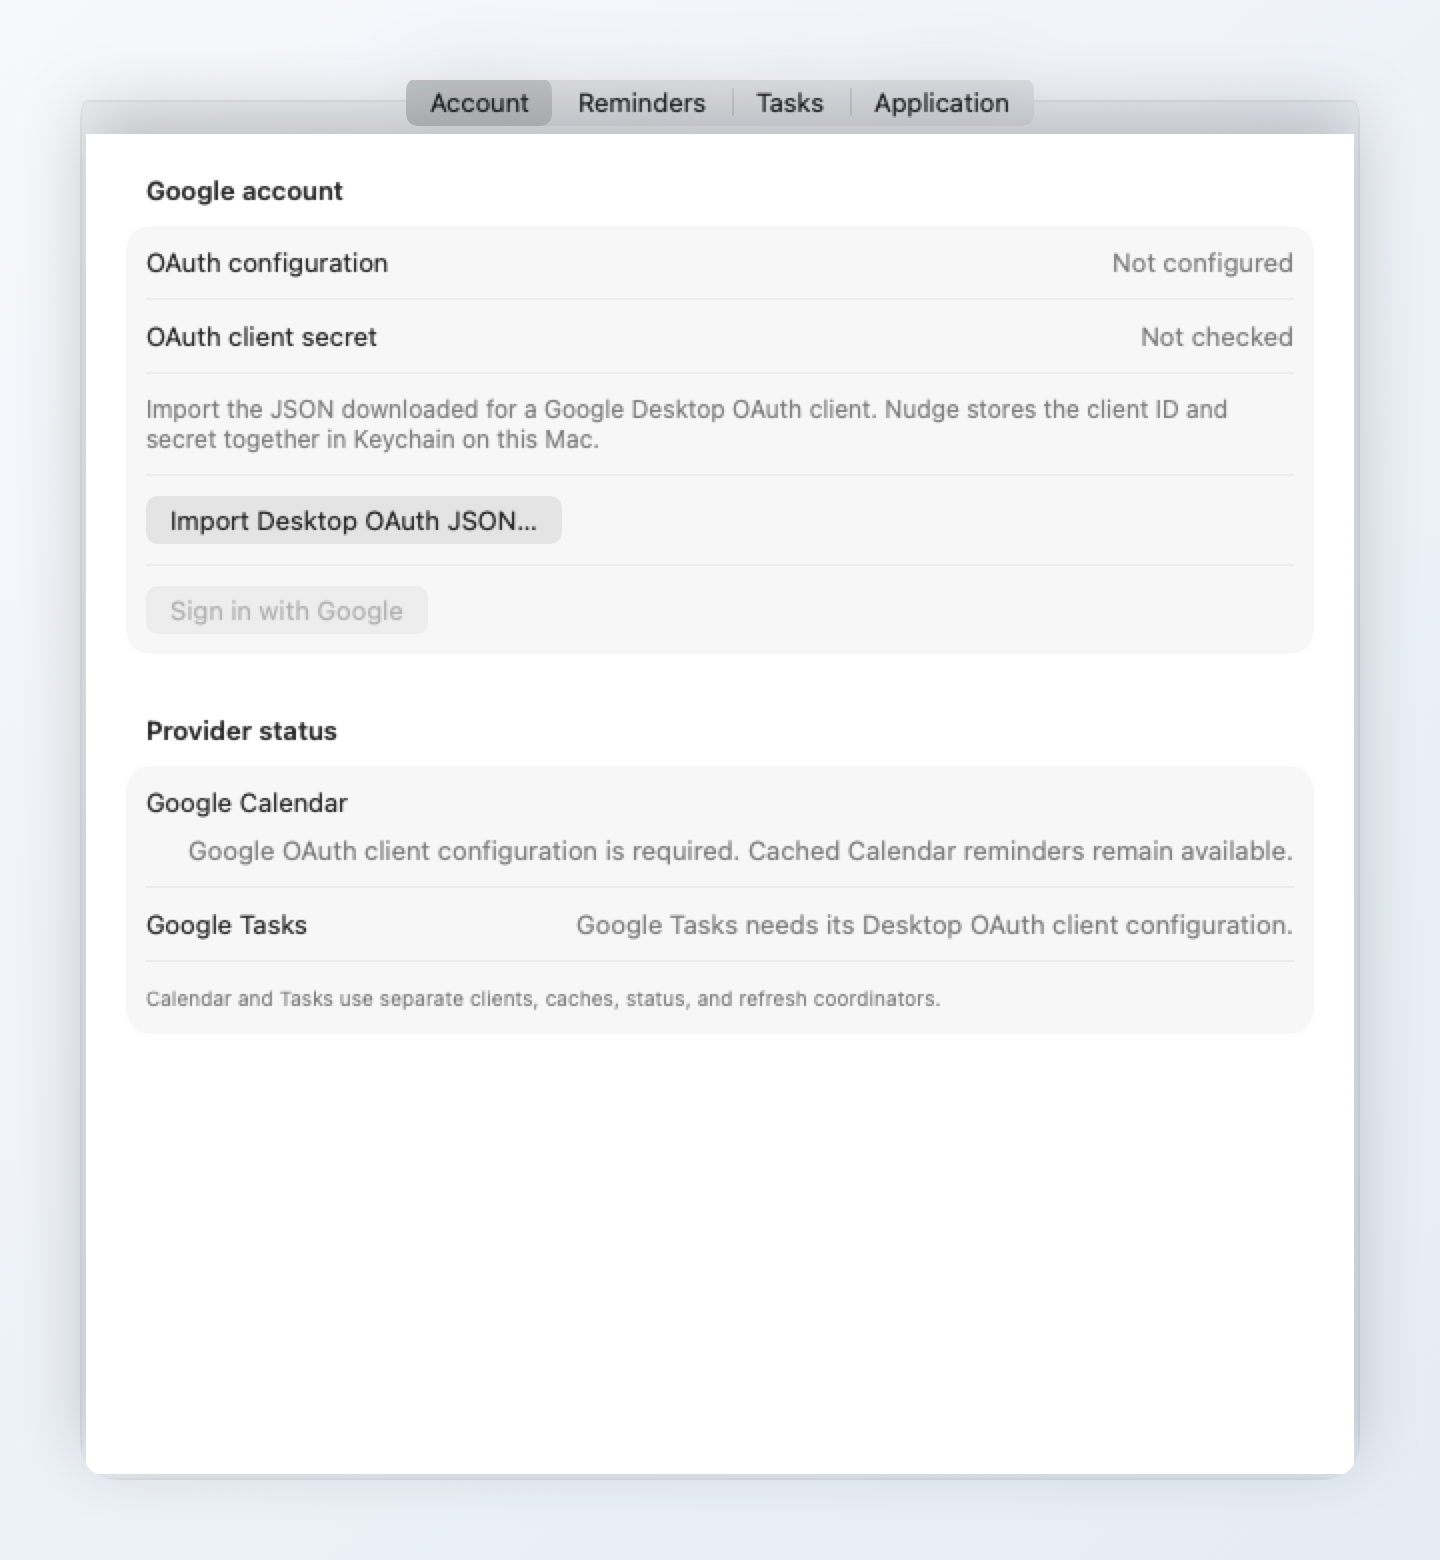 Account Reminders Tasks Application
Google account
OAuth configuration Not configured
OAuth client secret Not checked
Import the JSON downloaded for a Google Desktop OAuth client. Nudge stores the client ID and
secret together in Keychain on this Mac.
Import Desktop OAuth JSON...
Sign in with Google
Provider status
Google Calendar
Google OAuth client configuration is required. Cached Calendar reminders remain available.
Google Tasks Google Tasks needs its Desktop OAuth client configuration.
Calendar and Tasks use separate clients, caches, status, and refresh coordinators.